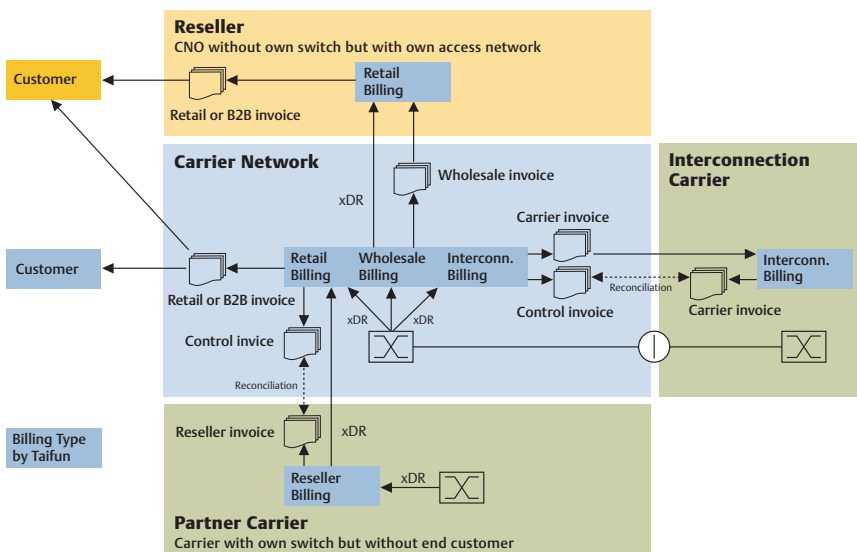 Reseller
CNO without own switch but with own access network
Customer
Retail
Billing
Retail or B2B invoice
Carrier Network
Interconnection
Carrier
Wholesale invoice
xDR
Carrier invoice
Customer
Retail
Billing
Wholesale
Billing
Interconn.
Billing
Interconn.
Billing
Reconciliation
Retail or B2B invoice
Control invoice
Carrier invoice
xDR
xDR
Control invice
Reconciliation
Reseller invoice
xDR
Billing Type
by Taifun
Reseller
Billing
xDR
Partner Carrier
Carrier with own switch but without end customer